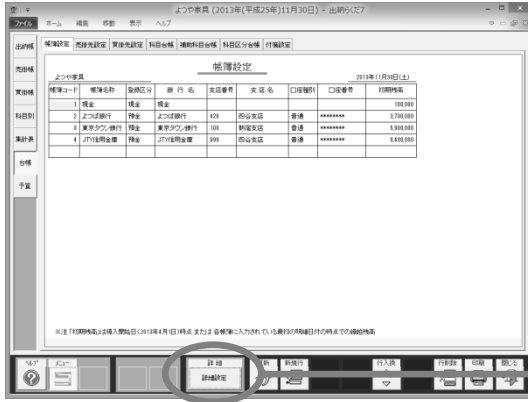 よつや家具 (2013年(平成25年)11月30日) - 出納らくだ7
ファイル ホーム 編集 移動 表示 ヘルプ
出納帳 帳簿設定 売掛先設定 買掛先設定 科目台帳 補助科目台帳 科目区分台帳 付箋設定
売掛帳
買掛帳
科目別
集計表
台帳
予算
帳簿設定
よつや家具 2013年11月30日(土)
帳簿コード 帳簿名称 登録区分 銀行名 支店番号 支店名 口座種別 口座番号 初期残高
1 現金 現金 現金 100,000
2 よつば銀行 預金 よつば銀行 428 四谷支店 普通 ******** 3,700,000
3 東京タウン銀行 預金 東京タウン銀行 108 新宿支店 普通 ******** 5,900,000
4 JTY信用金庫 預金 JTY信用金庫 999 四谷支店 普通 ******** 8,400,000
※注 「初期残高」は導入開始日(2013年4月1日)時点 または 各帳簿に入力されている最初の明細日付の時点での繰越残高
ヘルプ メニュー 詳細 新規行 行入換 行削除 印刷 閉じる
詳細設定